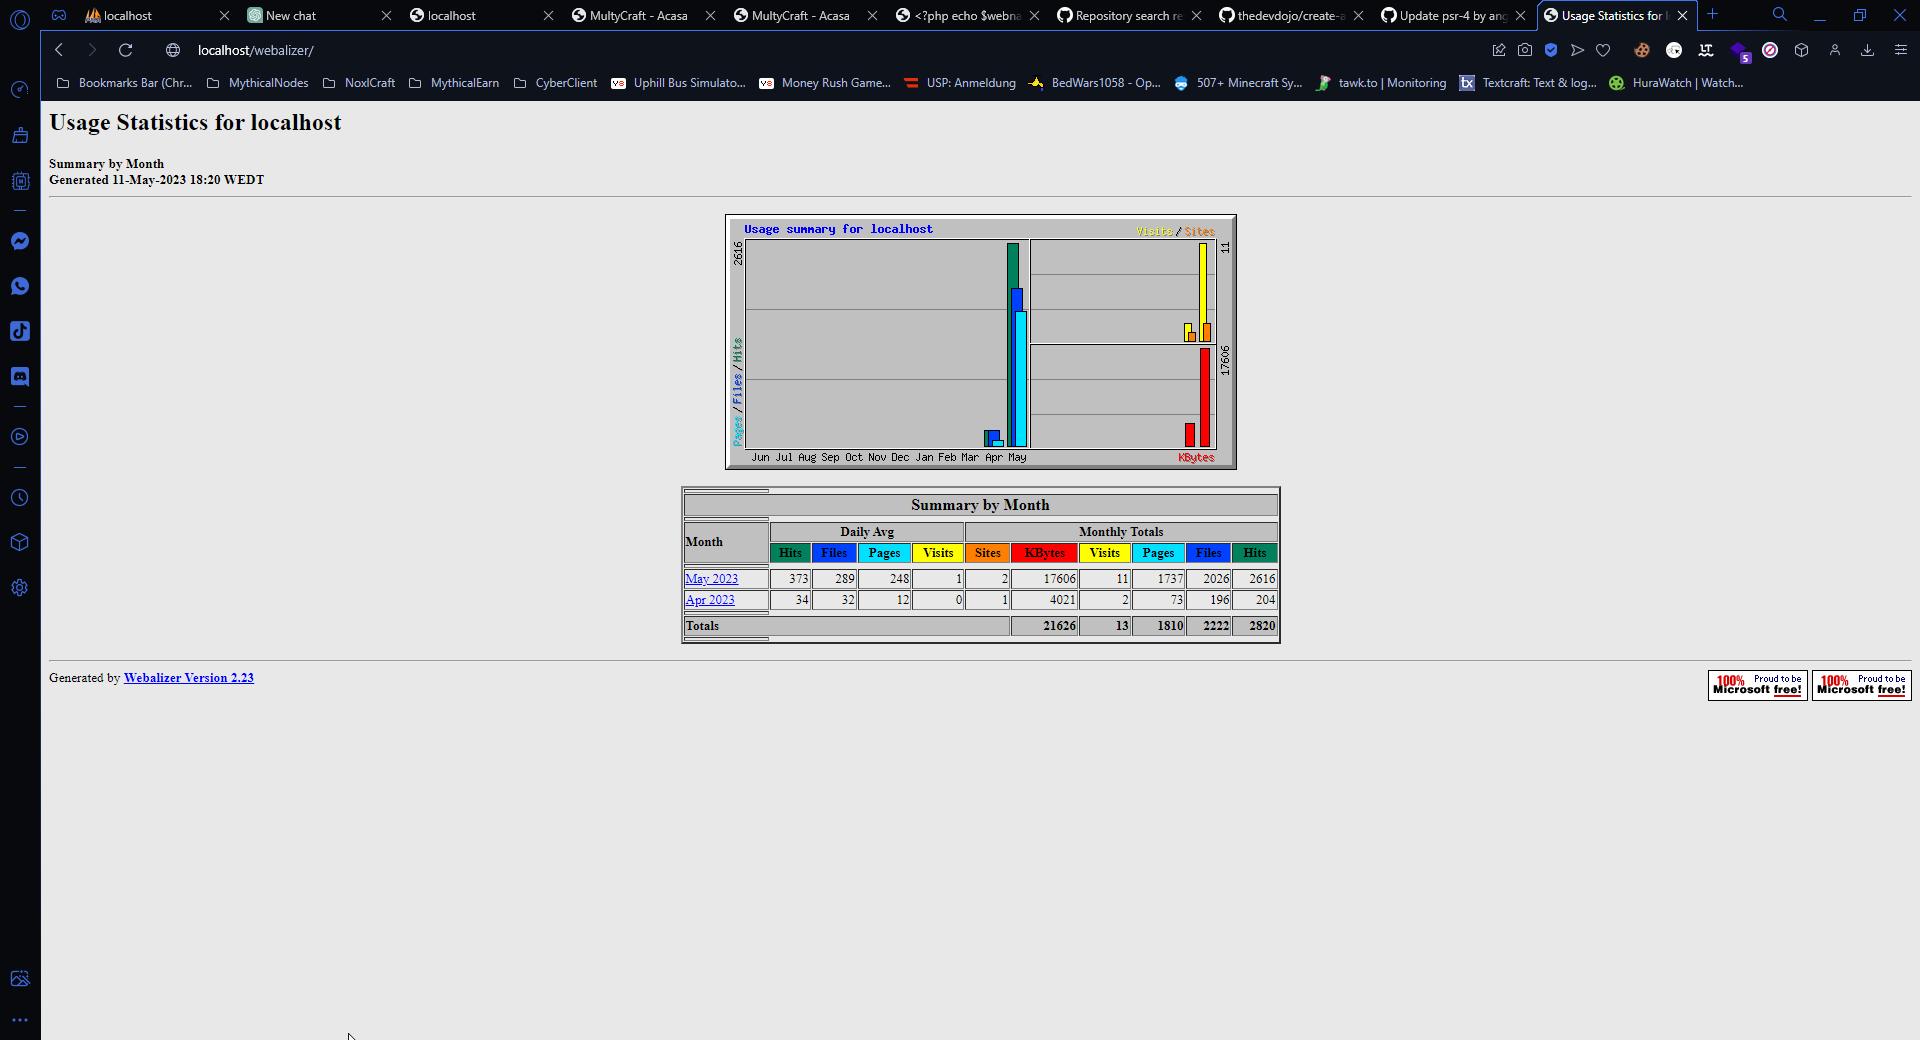 localhost
New chat
localhost
MultyCraft - Acasa
MultyCraft - Acasa
<?php echo $webna
Repository search re
thedevdojo/create-a
Update psr-4 by ang
Usage Statistics for l
localhost/webalizer/
LT
5
Bookmarks Bar (Chr...
MythicalNodes
NoxlCraft
MythicalEarn
CyberClient
Uphill Bus Simulato...
Money Rush Game...
USP: Anmeldung
BedWars1058 - Op...
507+ Minecraft Sy...
tawk.to | Monitoring
tx
Textcraft: Text & log...
HuraWatch | Watch...
Usage Statistics for localhost
Summary by Month
Generated 11-May-2023 18:20 WEDT
Usage summary for localhost
Visits / Sites
2616
11
Pages / Files / Hits
17606
Jun Jul Aug Sep Oct Nov Dec Jan Feb Mar Apr May
KBytes
Summary by Month
Month Daily Avg Monthly Totals
Hits Files Pages Visits Sites KBytes Visits Pages Files Hits
May 2023 373 289 248 1 2 17606 11 1737 2026 2616
Apr 2023 34 32 12 0 1 4021 2 73 196 204
Totals 21626 13 1810 2222 2820
Generated by Webalizer Version 2.23
100% Proud to be
Microsoft free!
100% Proud to be
Microsoft free!